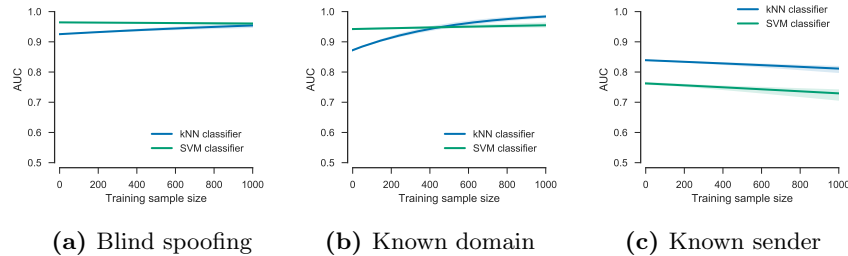 1.0
0.9
0.8
0.7
0.6
0.5
AUC
kNN classifier
SVM classifier
0 200 400 600 800 1000
Training sample size
(a) Blind spoofing
1.0
0.9
0.8
0.7
0.6
0.5
AUC
kNN classifier
SVM classifier
0 200 400 600 800 1000
Training sample size
(b) Known domain
kNN classifier
SVM classifier
1.0
0.9
0.8
0.7
0.6
0.5
AUC
0 200 400 600 800 1000
Training sample size
(c) Known sender